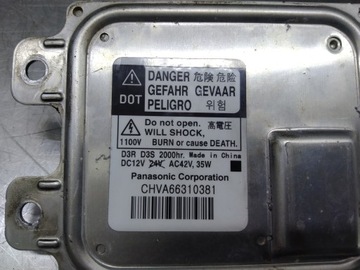 DANGER 危険 危险
GEFAHR GEVAAR
DOT PELIGRO 위험
Do not open. 高電圧
WILL SHOCK,
1100V BURN or cause DEATH.
D3R D3S 2000hr. Made in China
DC12V 24V AC42V, 35W
Panasonic Corporation
CHVA66310381